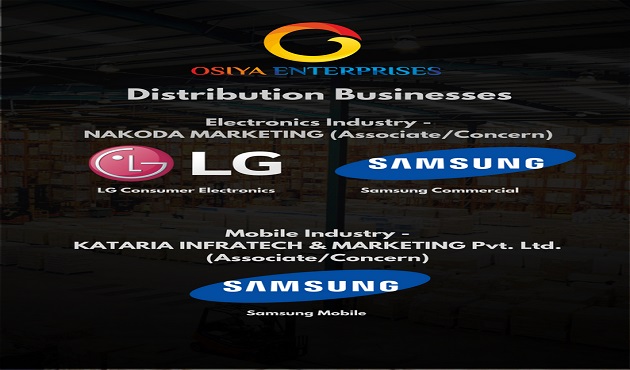 OSIYA ENTERPRISES
Distribution Businesses
Electronics Industry -
NAKODA MARKETING (Associate/Concern)
LG SAMSUNG
LG Consumer Electronics Samsung Commercial
Mobile Industry -
KATARIA INFRATECH & MARKETING Pvt. Ltd.
(Associate/Concern)
SAMSUNG
Samsung Mobile